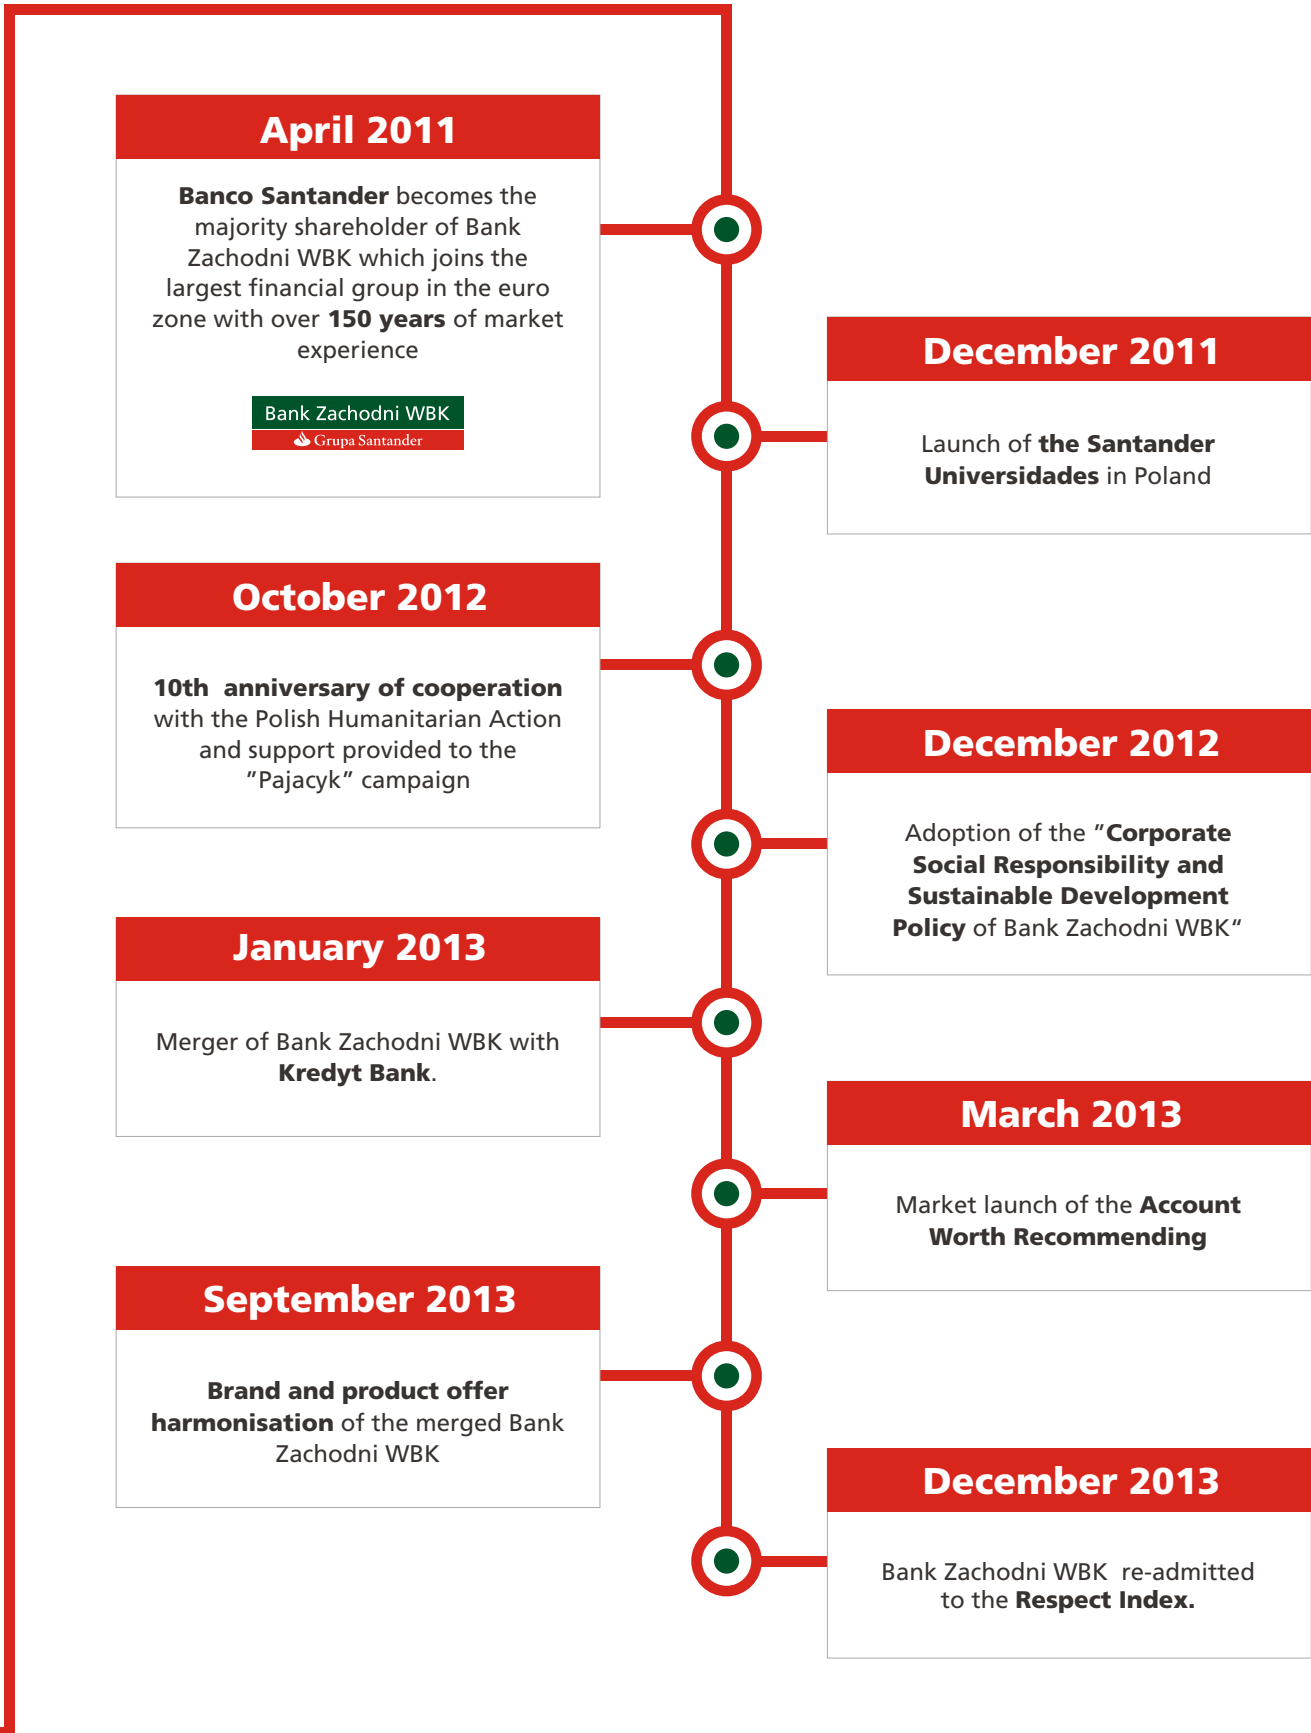 April 2011
Banco Santander becomes the
majority shareholder of Bank
Zachodni WBK which joins the
largest financial group in the euro
zone with over 150 years of market
experience
Bank Zachodni WBK
Grupa Santander
December 2011
Launch of the Santander
Universidades in Poland
October 2012
10th  anniversary of cooperation
with the Polish Humanitarian Action
and support provided to the
”Pajacyk” campaign
December 2012
Adoption of the ”Corporate
Social Responsibility and
Sustainable Development
Policy of Bank Zachodni WBK“
January 2013
Merger of Bank Zachodni WBK with
Kredyt Bank.
March 2013
Market launch of the Account
Worth Recommending
September 2013
Brand and product offer
harmonisation of the merged Bank
Zachodni WBK
December 2013
Bank Zachodni WBK  re-admitted
to the Respect Index.